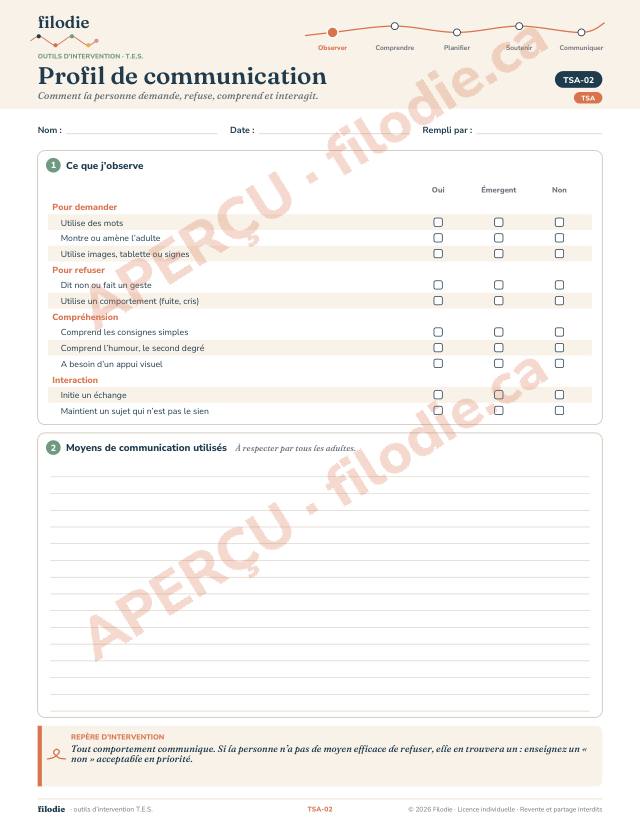 filodie
OUTILS D'INTERVENTION · T.E.S.
Observer Comprendre Planifier Soutenir Communiquer
Profil de communication
Comment la personne demande, refuse, comprend et interagit.
TSA-02
TSA
Nom : Date : Rempli par :
1 Ce que j'observe
Oui Émergent Non
Pour demander
Utilise des mots
Montre ou amène l'adulte
Utilise images, tablette ou signes
Pour refuser
Dit non ou fait un geste
Utilise un comportement (fuite, cris)
Compréhension
Comprend les consignes simples
Comprend l'humour, le second degré
A besoin d'un appui visuel
Interaction
Initie un échange
Maintient un sujet qui n'est pas le sien
2 Moyens de communication utilisés À respecter par tous les adultes.
REPÈRE D'INTERVENTION
Tout comportement communique. Si la personne n'a pas de moyen efficace de refuser, elle en trouvera un : enseignez un «
non » acceptable en priorité.
filodie · outils d'intervention T.E.S. TSA-02 © 2026 Filodie · Licence individuelle · Revente et partage interdits
APERÇU · filodie.ca
APERÇU · filodie.ca